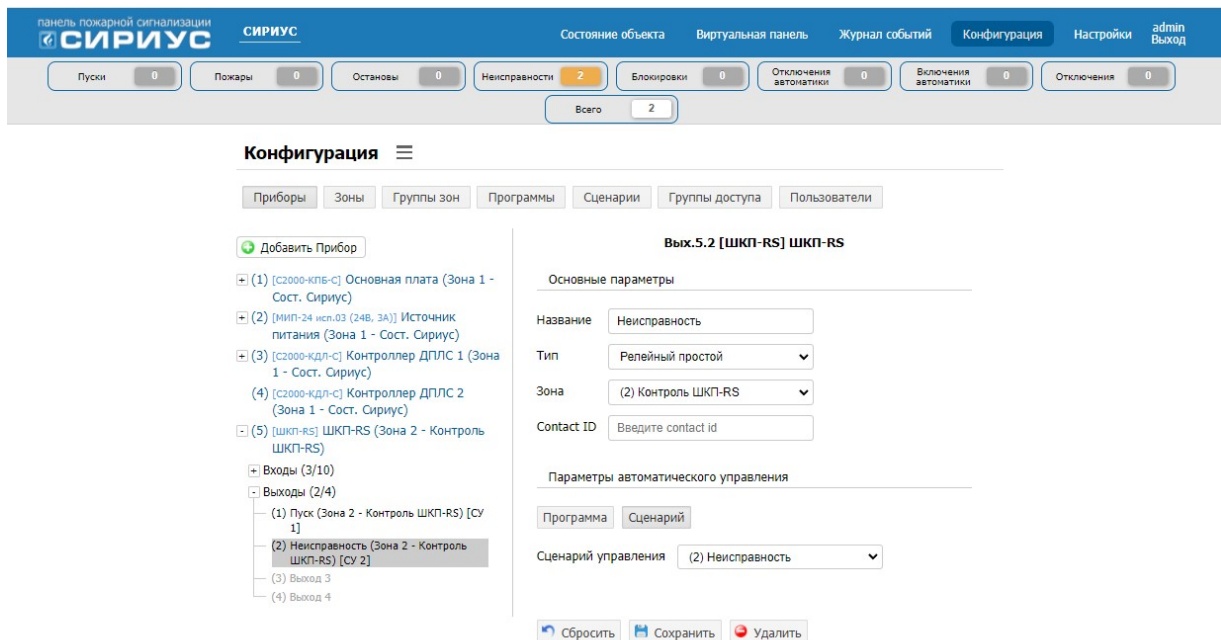 панель пожарной сигнализации
СИРИУС
СИРИУС
Состояние объекта
Виртуальная панель
Журнал событий
Конфигурация
Настройки
admin
Выход
Пуски 0
Пожары 0
Остановы 0
Неисправности 2
Блокировки 0
Отключения
автоматики 0
Включения
автоматики 0
Отключения 0
Всего 2
Конфигурация
Приборы
Зоны
Группы зон
Программы
Сценарии
Группы доступа
Пользователи
Добавить Прибор
(1) [С2000-КПБ-С] Основная плата (Зона 1 -
Сост. Сириус)
(2) [МИП-24 исп.03 (24В, 3А)] Источник
питания (Зона 1 - Сост. Сириус)
(3) [С2000-КДЛ-С] Контроллер ДПЛС 1 (Зона
1 - Сост. Сириус)
(4) [С2000-КДЛ-С] Контроллер ДПЛС 2
(Зона 1 - Сост. Сириус)
(5) [ШКП-RS] ШКП-RS (Зона 2 - Контроль
ШКП-RS)
Входы (3/10)
Выходы (2/4)
(1) Пуск (Зона 2 - Контроль ШКП-RS) [СУ
1]
(2) Неисправность (Зона 2 - Контроль
ШКП-RS) [СУ 2]
(3) Выход 3
(4) Выход 4
Вых.5.2 [ШКП-RS] ШКП-RS
Основные параметры
Название Неисправность
Тип Релейный простой
Зона (2) Контроль ШКП-RS
Contact ID Введите contact id
Параметры автоматического управления
Программа Сценарий
Сценарий управления (2) Неисправность
Сбросить Сохранить Удалить